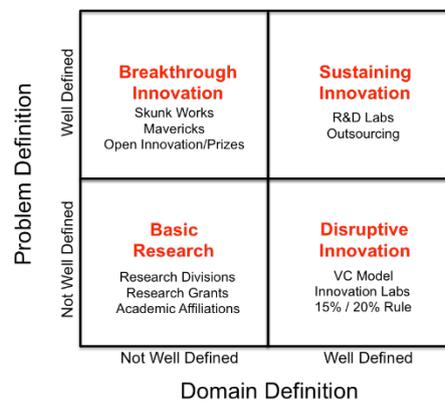 Problem Definition
Well Defined
Not Well Defined
Breakthrough
Innovation
Skunk Works
Mavericks
Open Innovation/Prizes
Sustaining
Innovation
R&D Labs
Outsourcing
Basic
Research
Research Divisions
Research Grants
Academic Affiliations
Disruptive
Innovation
VC Model
Innovation Labs
15% / 20% Rule
Not Well Defined
Well Defined
Domain Definition